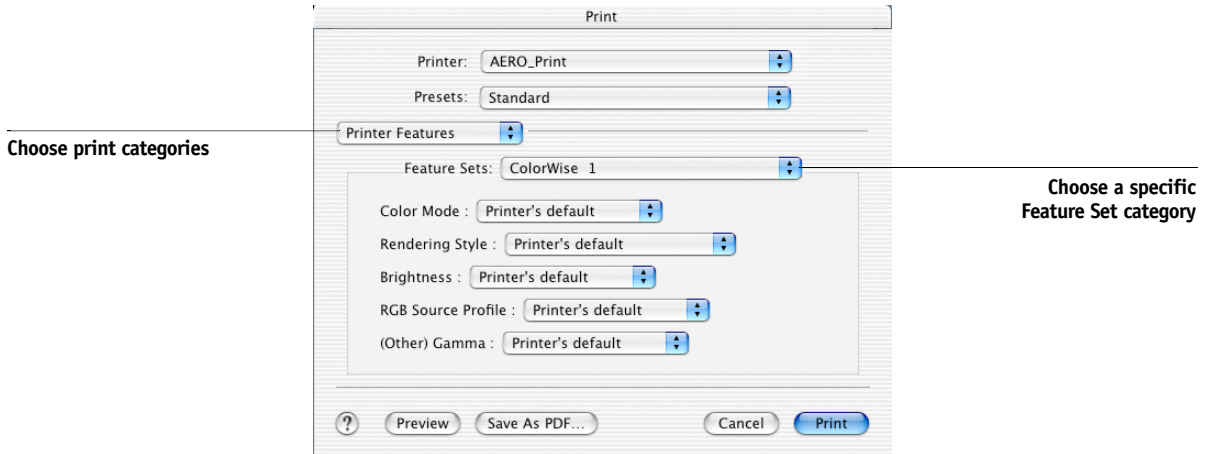 Print
Printer: AERO_Print
Presets: Standard
Printer Features
Choose print categories
Feature Sets: ColorWise 1
Choose a specific
Feature Set category
Color Mode : Printer's default
Rendering Style : Printer's default
Brightness : Printer's default
RGB Source Profile : Printer's default
(Other) Gamma : Printer's default
? Preview Save As PDF... Cancel Print